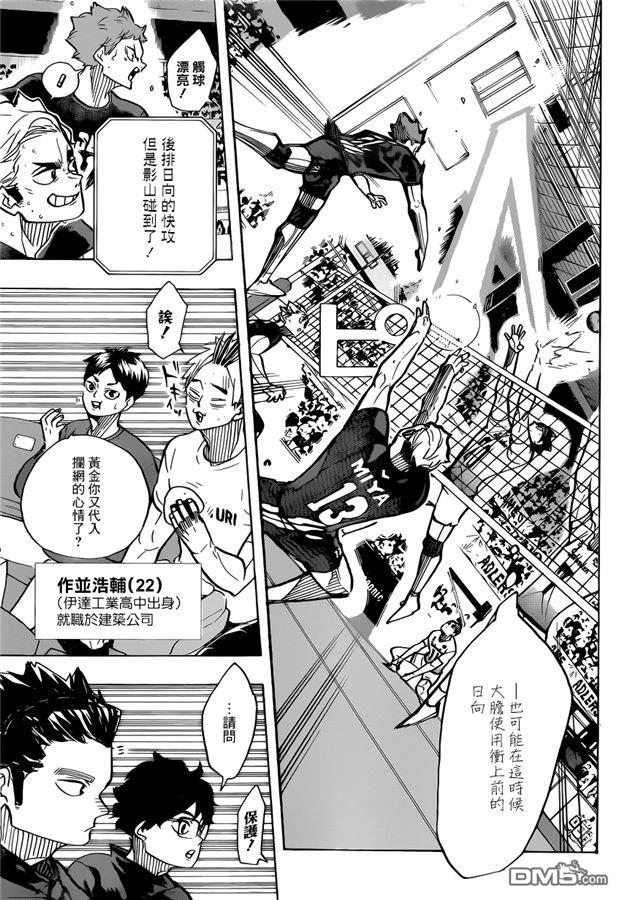 —也可能在這時候
大膽使用衝上前的
日向
ピ
MIYA
13
ADLER
ADLER
觸球
漂亮！
後排日向的快攻
但是影山碰到了！
誒！
URI
黃金你又代入
攔網的心情了？
作並浩輔(22)
（伊達工業高中出身）
就職於建築公司
…請問
保護！
DM5.com